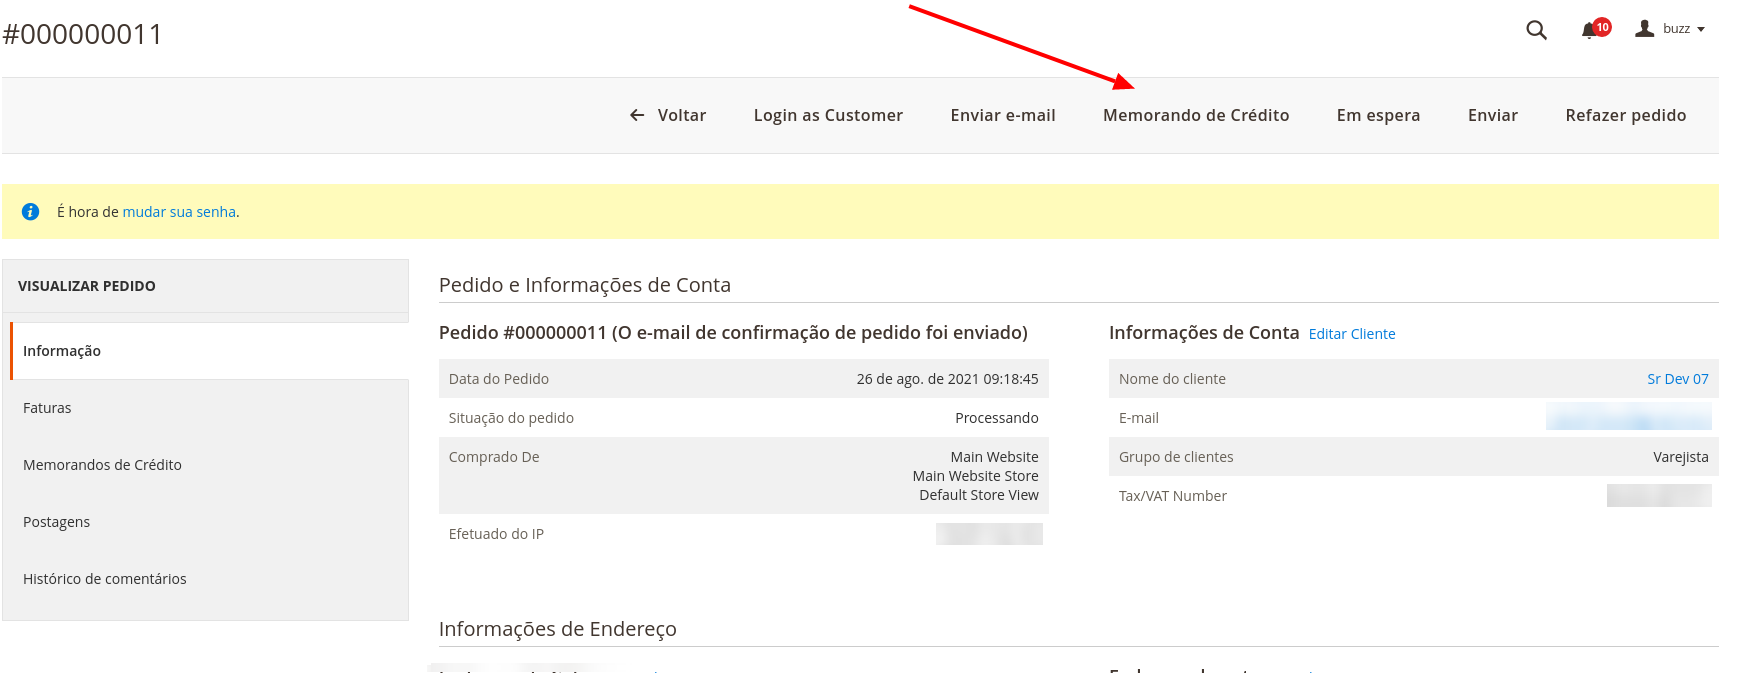 #000000011
10
buzz
Voltar
Login as Customer
Enviar e-mail
Memorando de Crédito
Em espera
Enviar
Refazer pedido
É hora de mudar sua senha.
VISUALIZAR PEDIDO
Informação
Faturas
Memorandos de Crédito
Postagens
Histórico de comentários
Pedido e Informações de Conta
Pedido #000000011 (O e-mail de confirmação de pedido foi enviado)
Data do Pedido 26 de ago. de 2021 09:18:45
Situação do pedido Processando
Comprado De Main Website
Main Website Store
Default Store View
Efetuado do IP
Informações de Conta Editar Cliente
Nome do cliente Sr Dev 07
E-mail
Grupo de clientes Varejista
Tax/VAT Number
Informações de Endereço